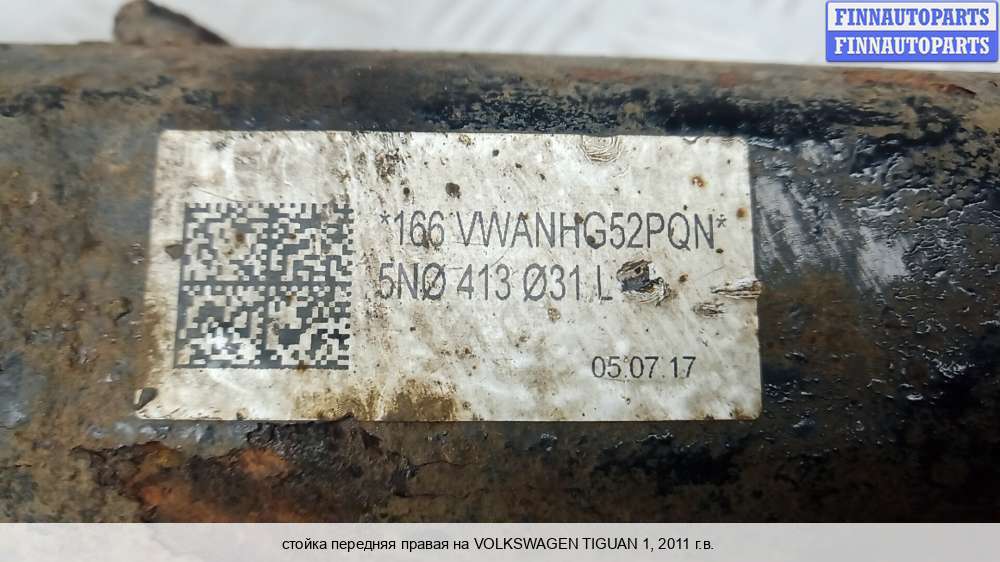 FINNAUTOPARTS
FINNAUTOPARTS
*166 VWANHG52PQN*
5NØ 413 Ø31 L
05.07.17
стойка передняя правая на VOLKSWAGEN TIGUAN 1, 2011 г.в.